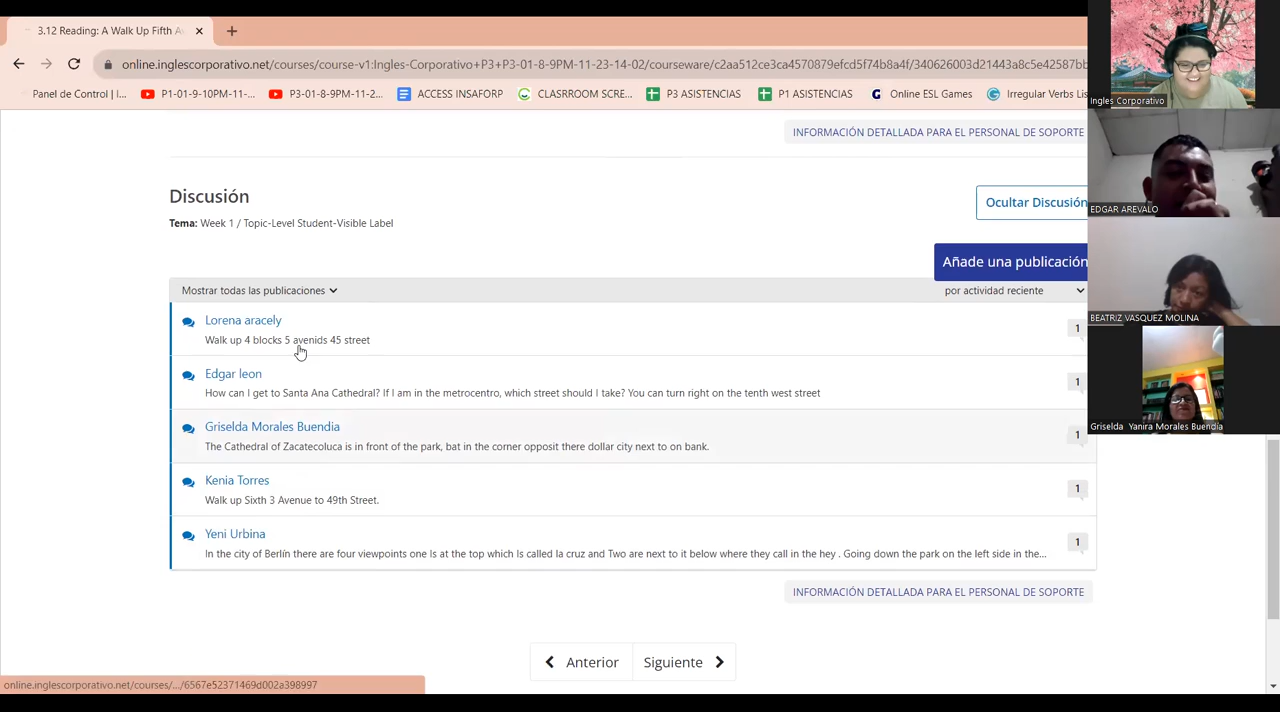 3.12 Reading: A Walk Up Fifth Av
online.inglescorporativo.net/courses/course-v1:Ingles-Corporativo+P3+P3-01-8-9PM-11-23-14-02/courseware/c2aa512ce3ca4570879efcd5f74b8a4f/340626003d21443a8c5e42587bb
Panel de Control | I... P1-01-9-10PM-11-... P3-01-8-9PM-11-2... ACCESS INSAFORP CLASRROOM SCRE... P3 ASISTENCIAS P1 ASISTENCIAS Online ESL Games Irregular Verbs Lis
Ingles Corporativo
INFORMACIÓN DETALLADA PARA EL PERSONAL DE SOPORTE
Discusión
Ocultar Discusión
EDGAR AREVALO
Tema: Week 1 / Topic-Level Student-Visible Label
Añade una publicación
Mostrar todas las publicaciones
por actividad reciente
BEATRIZ VASQUEZ MOLINA
Lorena aracely
1
Walk up 4 blocks 5 avenids 45 street
Edgar leon
1
How can I get to Santa Ana Cathedral? If I am in the metrocentro, which street should I take? You can turn right on the tenth west street
Griselda Yanira Morales Buendía
Griselda Morales Buendia
1
The Cathedral of Zacatecoluca is in front of the park, bat in the corner opposit there dollar city next to on bank.
Kenia Torres
1
Walk up Sixth 3 Avenue to 49th Street.
Yeni Urbina
1
In the city of Berlín there are four viewpoints one Is at the top which Is called la cruz and Two are next to it below where they call in the hey . Going down the park on the left side in the...
INFORMACIÓN DETALLADA PARA EL PERSONAL DE SOPORTE
Anterior
Siguiente
online.inglescorporativo.net/courses/.../6567e52371469d002a398997